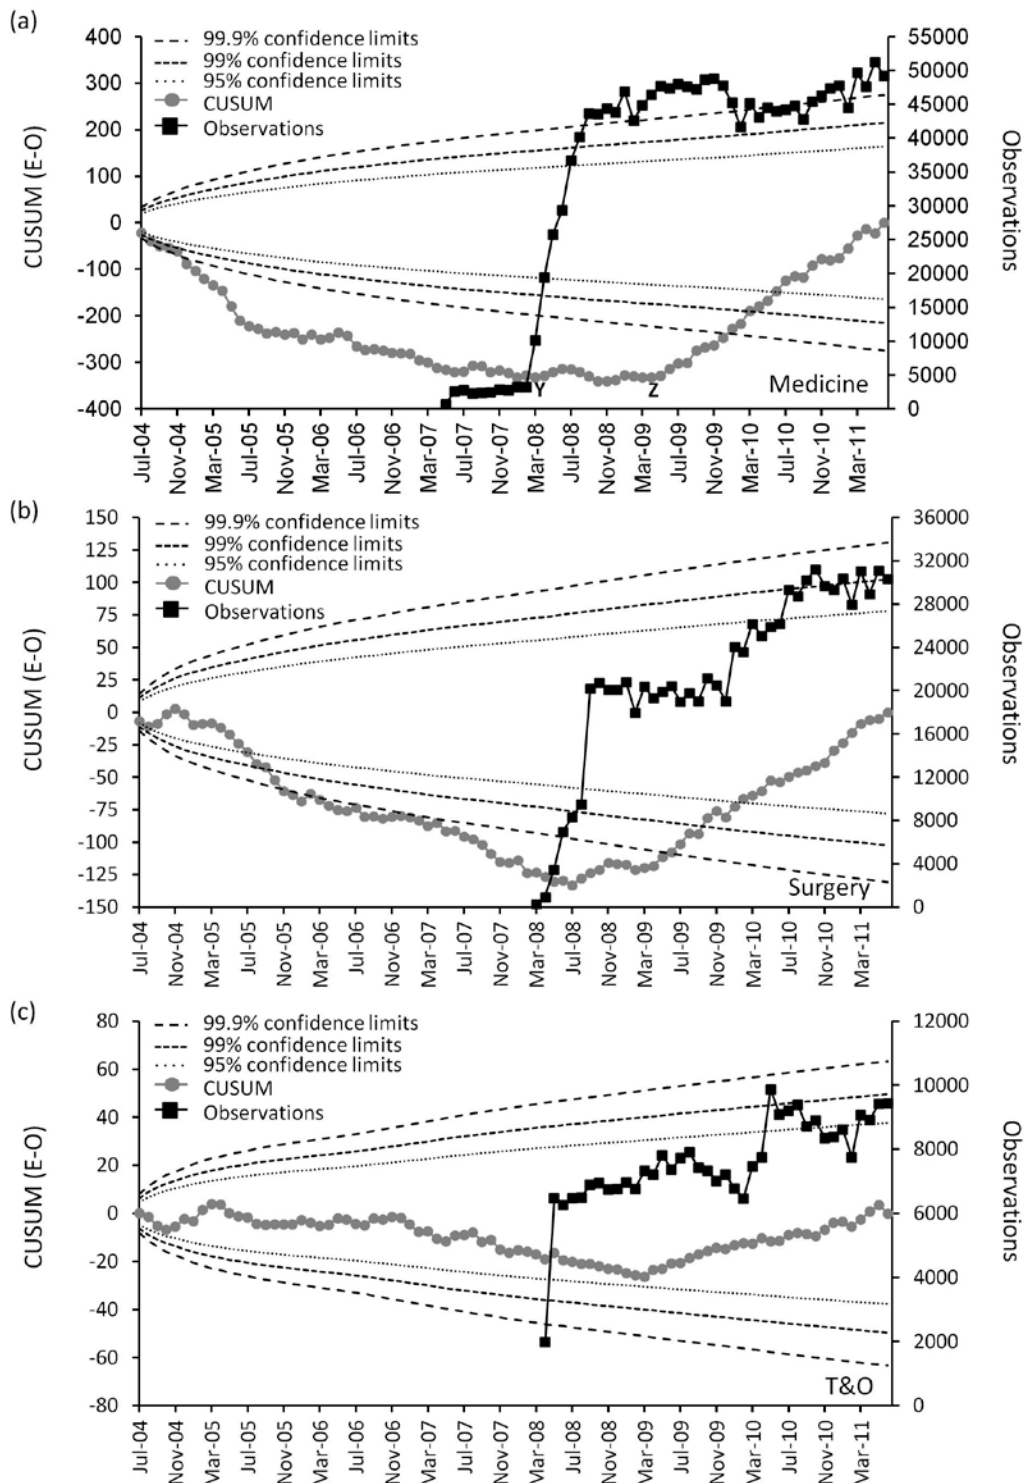 (a)
400
300
200
100
0
-100
-200
-300
-400
CUSUM (E-O)
99.9% confidence limits
99% confidence limits
95% confidence limits
CUSUM
Observations
55000
50000
45000
40000
35000
30000
25000
20000
15000
10000
5000
0
Observations
Y
Z
Medicine
Jul-04
Nov-04
Mar-05
Jul-05
Nov-05
Mar-06
Jul-06
Nov-06
Mar-07
Jul-07
Nov-07
Mar-08
Jul-08
Nov-08
Mar-09
Jul-09
Nov-09
Mar-10
Jul-10
Nov-10
Mar-11
(b)
150
125
100
75
50
25
0
-25
-50
-75
-100
-125
-150
CUSUM (E-O)
99.9% confidence limits
99% confidence limits
95% confidence limits
CUSUM
Observations
36000
32000
28000
24000
20000
16000
12000
8000
4000
0
Observations
Surgery
Jul-04
Nov-04
Mar-05
Jul-05
Nov-05
Mar-06
Jul-06
Nov-06
Mar-07
Jul-07
Nov-07
Mar-08
Jul-08
Nov-08
Mar-09
Jul-09
Nov-09
Mar-10
Jul-10
Nov-10
Mar-11
(c)
80
60
40
20
0
-20
-40
-60
-80
CUSUM (E-O)
99.9% confidence limits
99% confidence limits
95% confidence limits
CUSUM
Observations
12000
10000
8000
6000
4000
2000
0
Observations
T&O
Jul-04
Nov-04
Mar-05
Jul-05
Nov-05
Mar-06
Jul-06
Nov-06
Mar-07
Jul-07
Nov-07
Mar-08
Jul-08
Nov-08
Mar-09
Jul-09
Nov-09
Mar-10
Jul-10
Nov-10
Mar-11